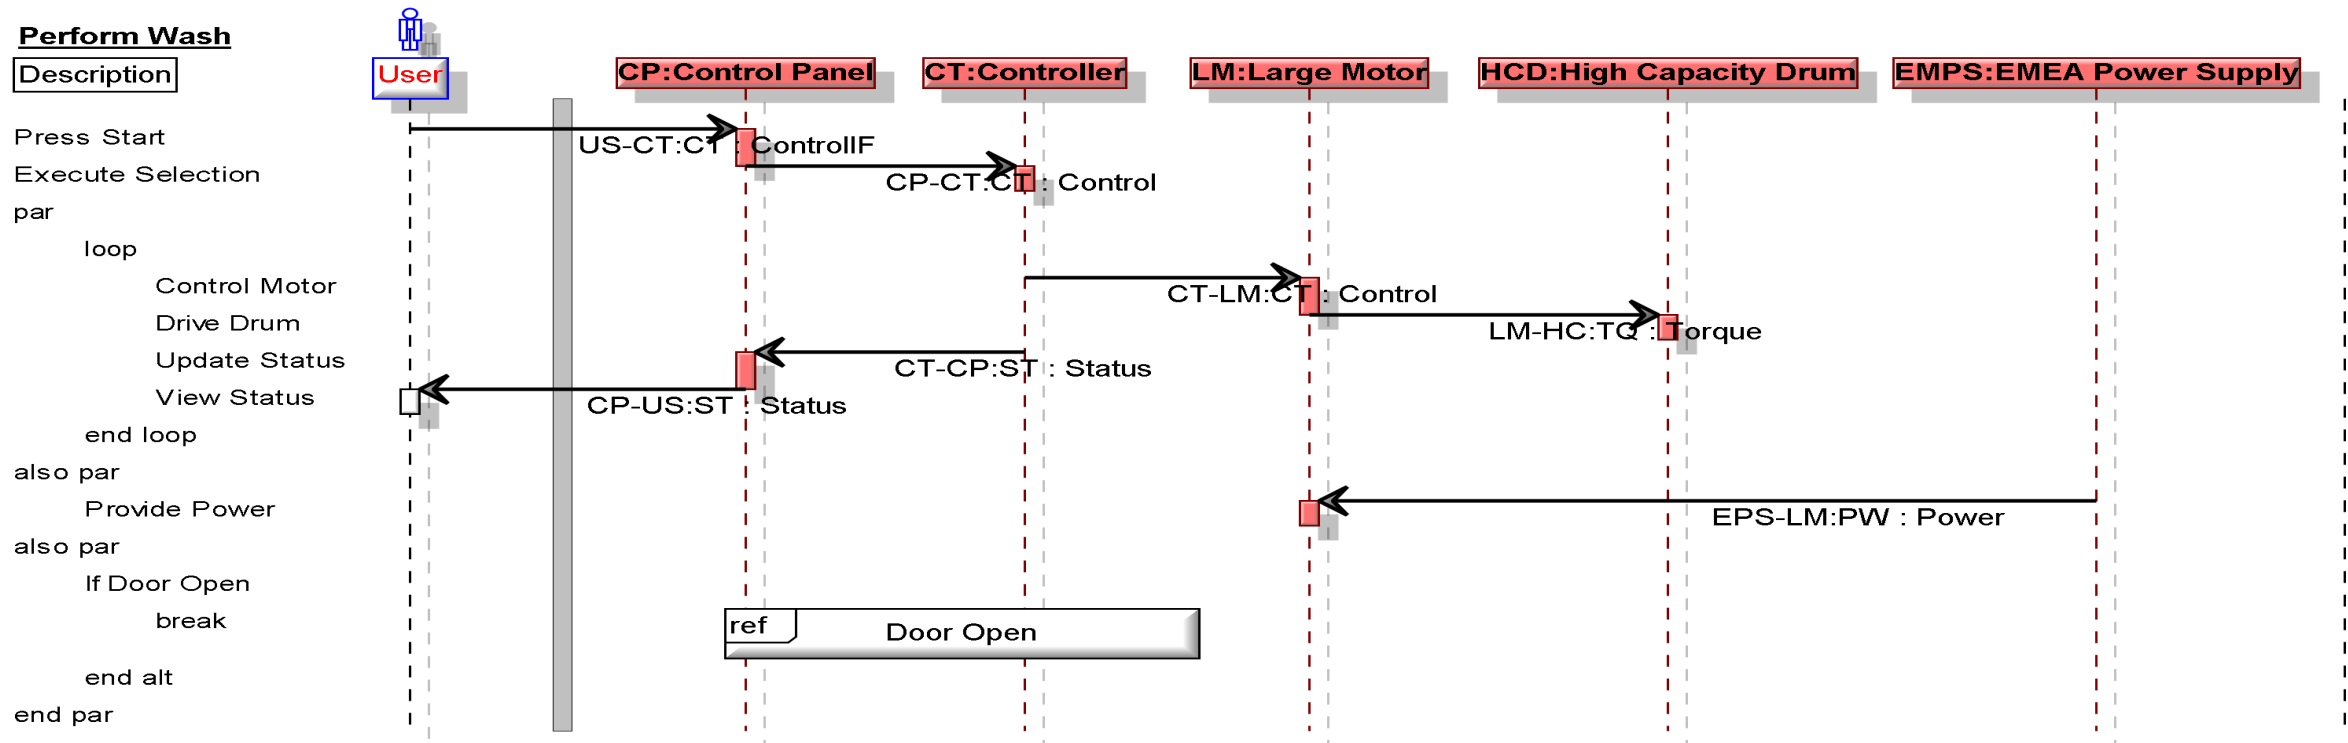 Perform Wash
Description
User
CP:Control Panel
CT:Controller
LM:Large Motor
HCD:High Capacity Drum
EMPS:EMEA Power Supply
Press Start
US-CT:CT : ControlIF
Execute Selection
CP-CT:CT : Control
par
loop
Control Motor
CT-LM:CT : Control
Drive Drum
LM-HC:TQ : Torque
Update Status
CT-CP:ST : Status
View Status
CP-US:ST : Status
end loop
also par
Provide Power
EPS-LM:PW : Power
also par
If Door Open
break
ref
Door Open
end alt
end par